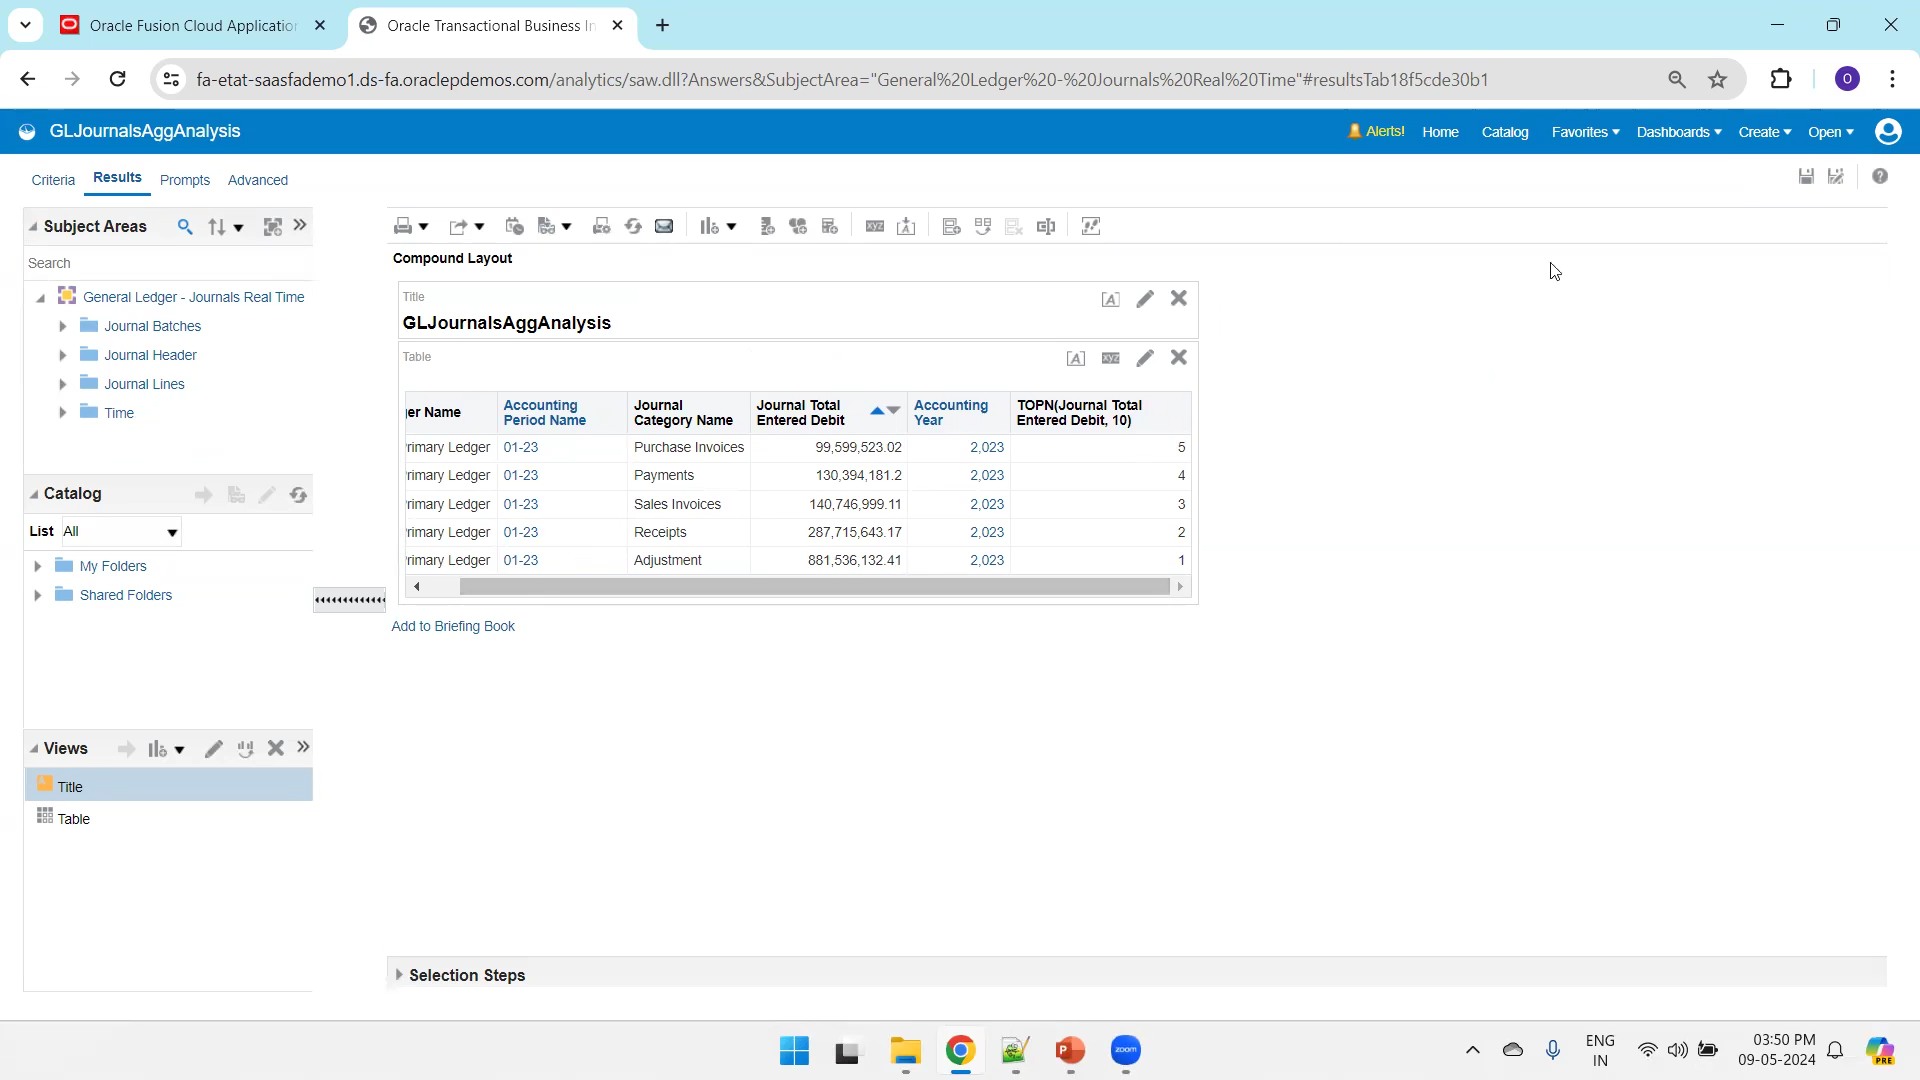 Oracle Fusion Cloud Application
Oracle Transactional Business In
fa-etat-saasfademo1.ds-fa.oraclepdemos.com/analytics/saw.dll?Answers&SubjectArea="General%20Ledger%20-%20Journals%20Real%20Time"#resultsTab18f5cde30b1
O
GLJournalsAggAnalysis
Alerts! Home Catalog Favorites Dashboards Create Open
Criteria Results Prompts Advanced
Subject Areas
Search
General Ledger - Journals Real Time
Journal Batches
Journal Header
Journal Lines
Time
Catalog
List All
My Folders
Shared Folders
Views
Title
Table
xyz
Compound Layout
Title
GLJournalsAggAnalysis
Table
xyz
er Name Accounting Period Name Journal Category Name Journal Total Entered Debit Accounting Year TOPN(Journal Total Entered Debit, 10)
rimary Ledger 01-23 Purchase Invoices 99,599,523.02 2,023 5
rimary Ledger 01-23 Payments 130,394,181.2 2,023 4
rimary Ledger 01-23 Sales Invoices 140,746,999.11 2,023 3
rimary Ledger 01-23 Receipts 287,715,643.17 2,023 2
rimary Ledger 01-23 Adjustment 881,536,132.41 2,023 1
Add to Briefing Book
Selection Steps
zoom
ENG
IN
03:50 PM
09-05-2024
PRE